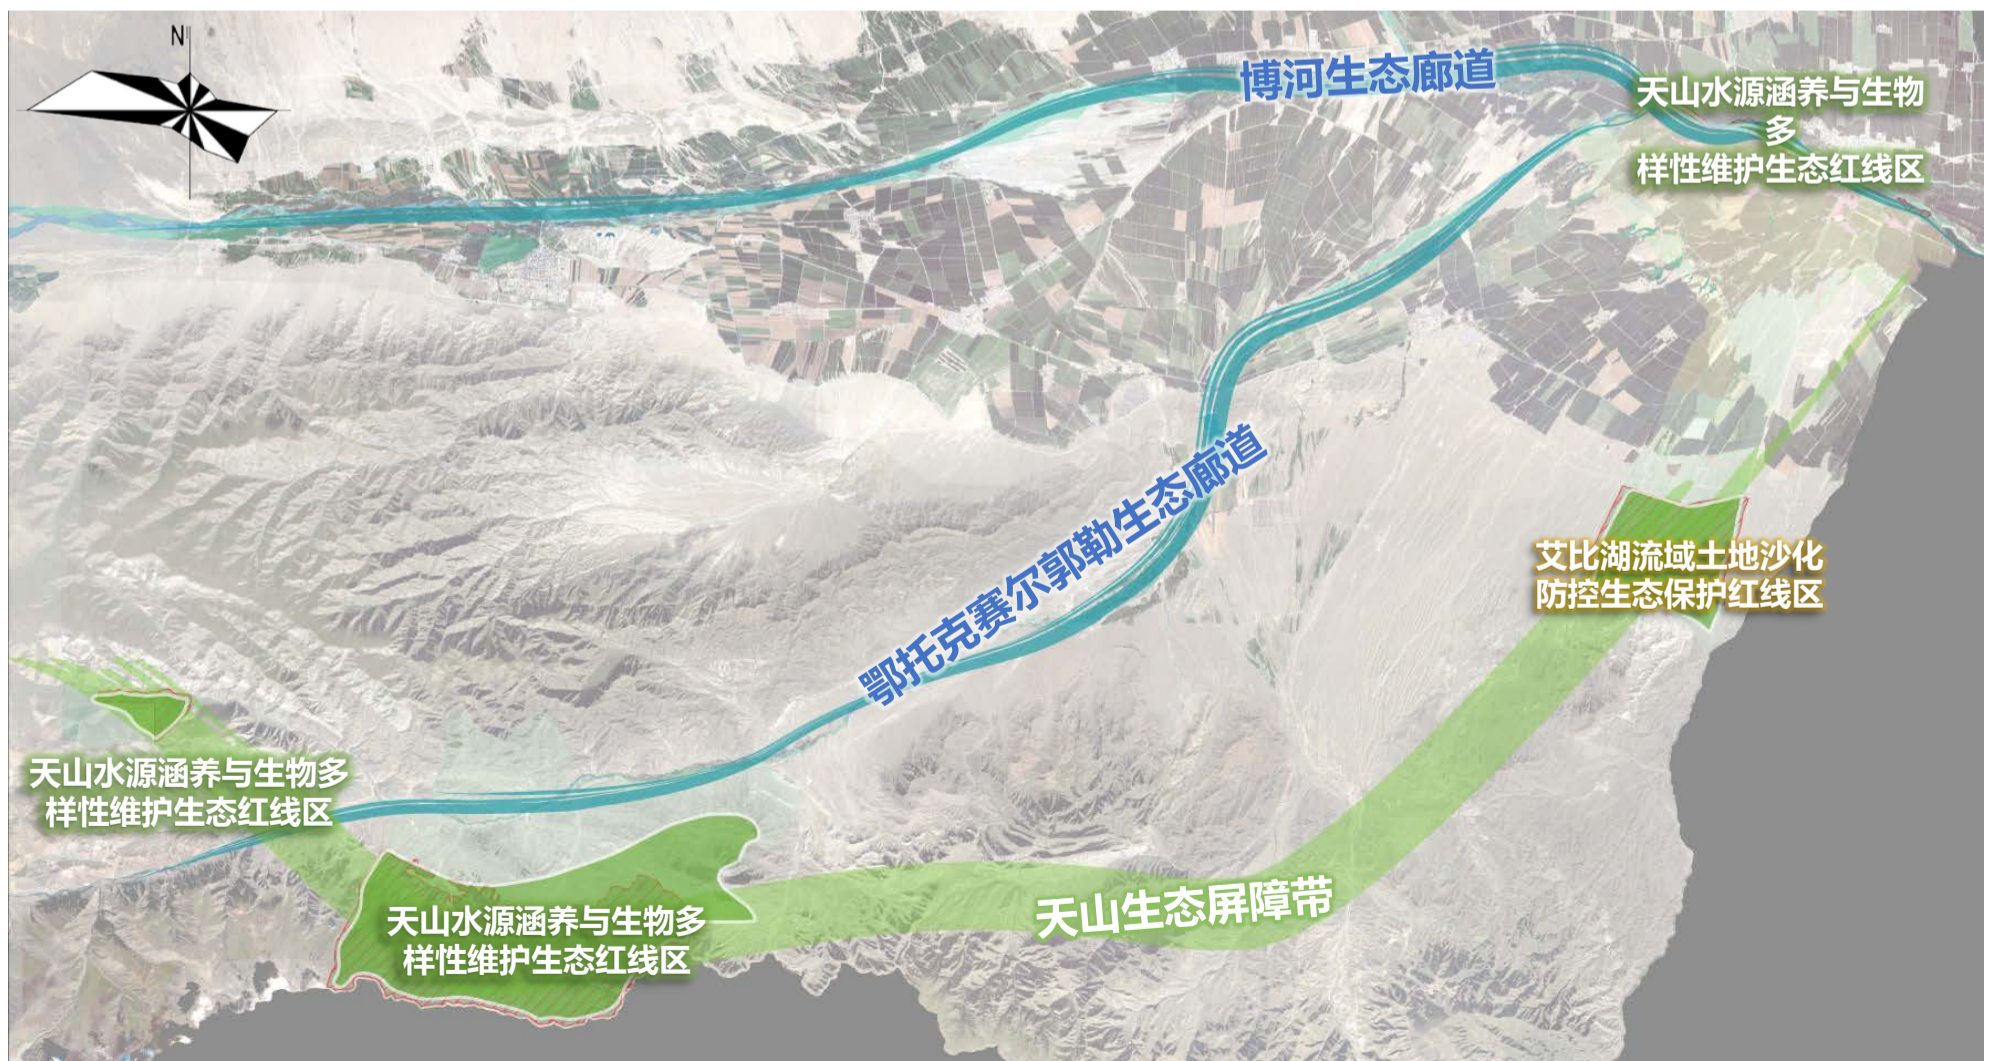 N
博河生态廊道
天山水源涵养与生物
多
样性维护生态红线区
鄂托克赛尔郭勒生态廊道
艾比湖流域土地沙化
防控生态保护红线区
天山水源涵养与生物多
样性维护生态红线区
天山水源涵养与生物多
样性维护生态红线区
天山生态屏障带